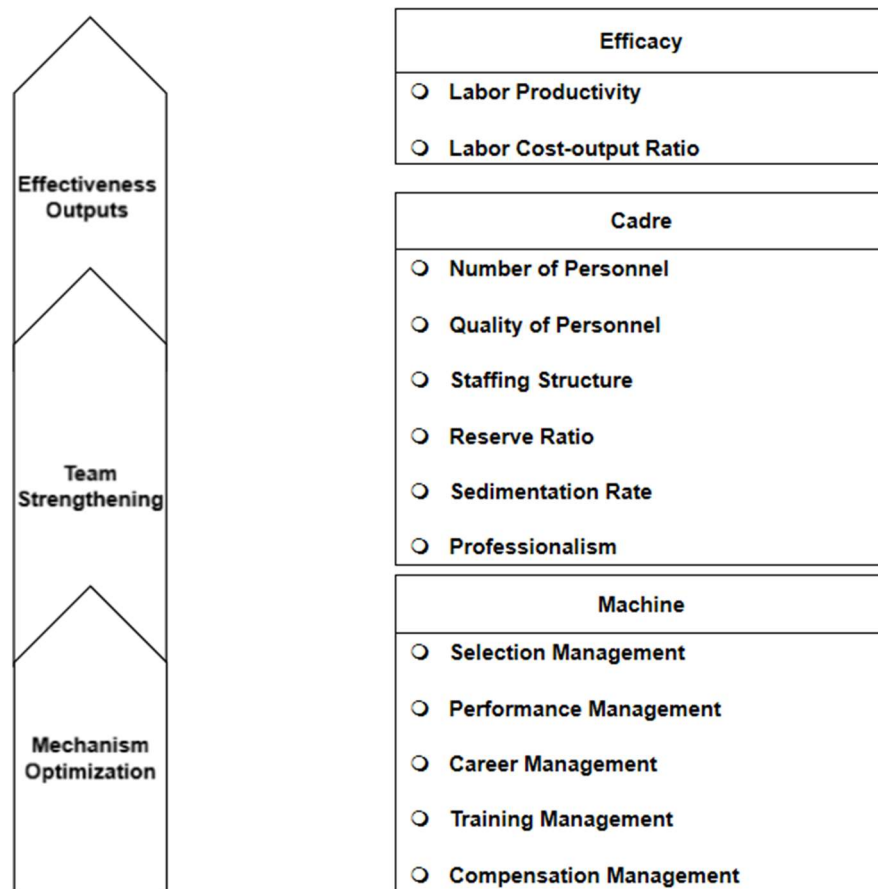 Effectiveness
Outputs
Team
Strengthening
Mechanism
Optimization
Efficacy
Labor Productivity
Labor Cost-output Ratio
Cadre
Number of Personnel
Quality of Personnel
Staffing Structure
Reserve Ratio
Sedimentation Rate
Professionalism
Machine
Selection Management
Performance Management
Career Management
Training Management
Compensation Management